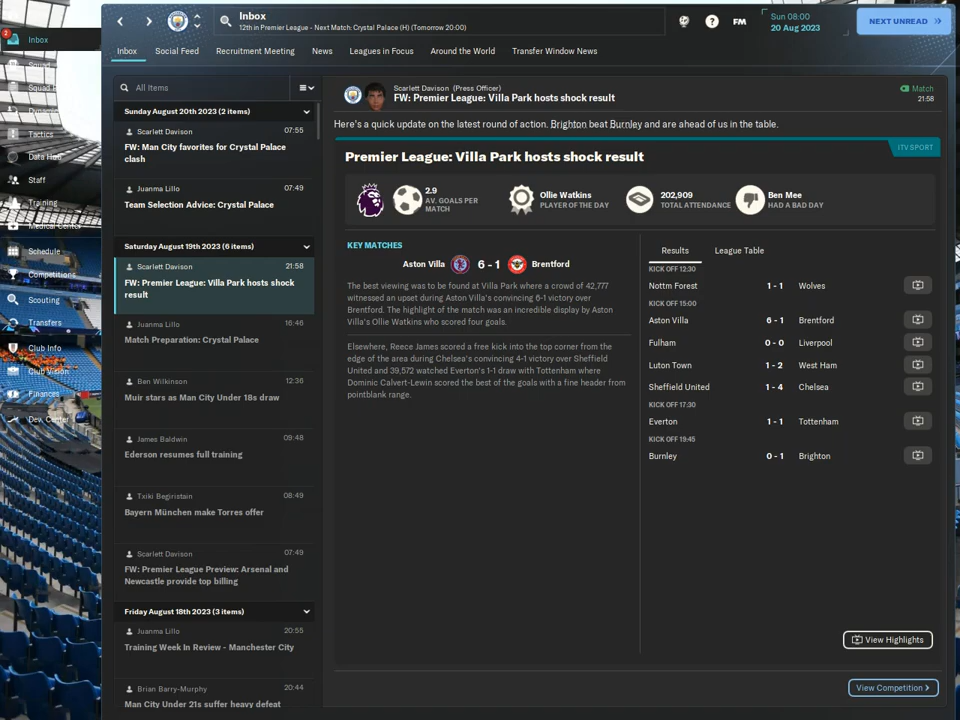 Inbox
12th in Premier League - Next Match: Crystal Palace (H) (Tomorrow 20:00)
FM
Sun 08:00
20 Aug 2023
NEXT UNREAD
2
Inbox
Squad
Tactics
Data Hub
Staff
Training
Medical Center
Schedule
Competitions
Scouting
Transfers
Club Info
Club Vision
Finances
Dev. Center
Inbox
Social Feed
Recruitment Meeting
News
Leagues in Focus
Around the World
Transfer Window News
All Items
Sunday August 20th 2023 (2 items)
Scarlett Davison 07:55
FW: Man City favorites for Crystal Palace
clash
Juanma Lillo 07:49
Team Selection Advice: Crystal Palace
Saturday August 19th 2023 (6 items)
Scarlett Davison 21:58
FW: Premier League: Villa Park hosts shock
result
Juanma Lillo 16:46
Match Preparation: Crystal Palace
Ben Wilkinson 12:36
Muir stars as Man City Under 18s draw
James Baldwin 09:48
Ederson resumes full training
Txiki Begiristain 08:49
Bayern München make Torres offer
Scarlett Davison 07:49
FW: Premier League Preview: Arsenal and
Newcastle provide top billing
Friday August 18th 2023 (3 items)
Juanma Lillo 20:55
Training Week In Review - Manchester City
Brian Barry-Murphy 20:44
Man City Under 21s suffer heavy defeat
Scarlett Davison (Press Officer)
FW: Premier League: Villa Park hosts shock result
Match
21:58
Here's a quick update on the latest round of action. Brighton beat Burnley and are ahead of us in the table.
ITV SPORT
Premier League: Villa Park hosts shock result
2.9
AV. GOALS PER
MATCH
Ollie Watkins
PLAYER OF THE DAY
202,909
TOTAL ATTENDANCE
Ben Mee
HAD A BAD DAY
KEY MATCHES
Aston Villa 6 - 1 Brentford
The best viewing was to be found at Villa Park where a crowd of 42,777
witnessed an upset during Aston Villa's convincing 6-1 victory over
Brentford. The highlight of the match was an incredible display by Aston
Villa's Ollie Watkins who scored four goals.
Elsewhere, Reece James scored a free kick into the top corner from the
edge of the area during Chelsea's convincing 4-1 victory over Sheffield
United and 39,572 watched Everton's 1-1 draw with Tottenham where
Dominic Calvert-Lewin scored the best of the goals with a fine header from
pointblank range.
Results
League Table
KICK OFF 12:30
Nottm Forest 1 - 1 Wolves
KICK OFF 15:00
Aston Villa 6 - 1 Brentford
Fulham 0 - 0 Liverpool
Luton Town 1 - 2 West Ham
Sheffield United 1 - 4 Chelsea
KICK OFF 17:30
Everton 1 - 1 Tottenham
KICK OFF 19:45
Burnley 0 - 1 Brighton
View Highlights
View Competition